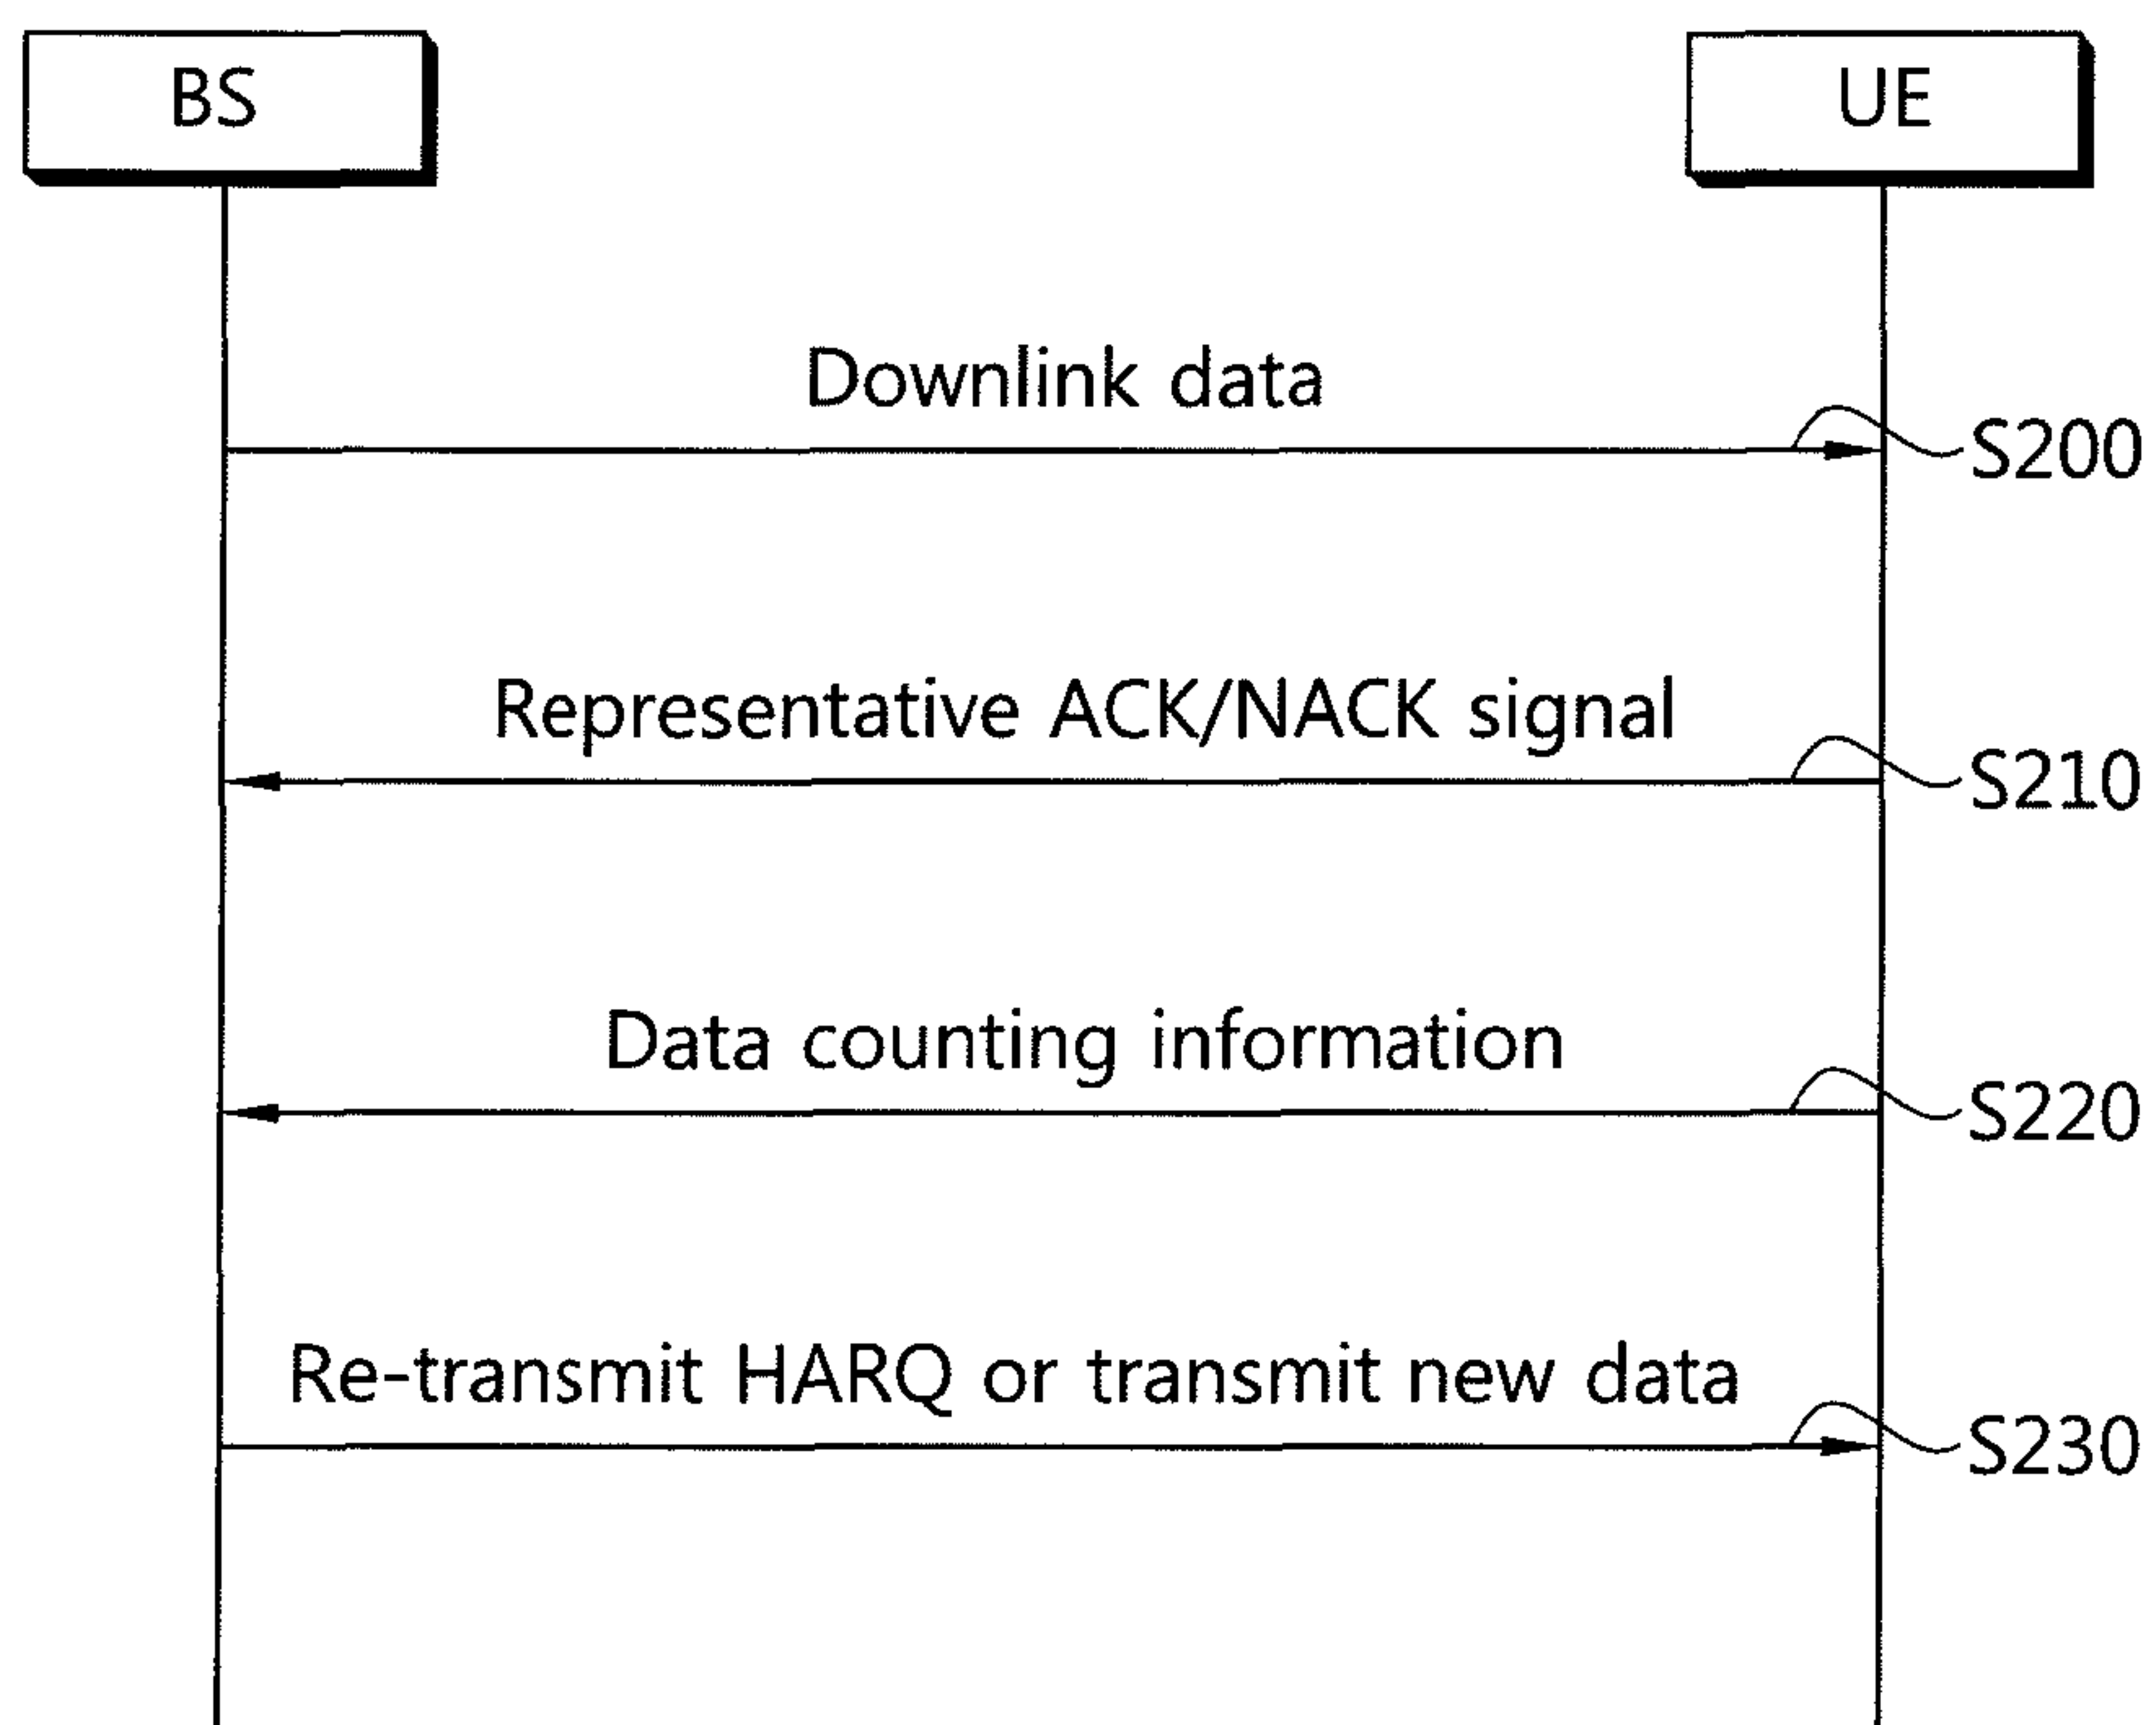 BS
UE
Downlink data
S200
Representative ACK/NACK signal
S210
Data counting information
S220
Re-transmit HARQ or transmit new data
S230